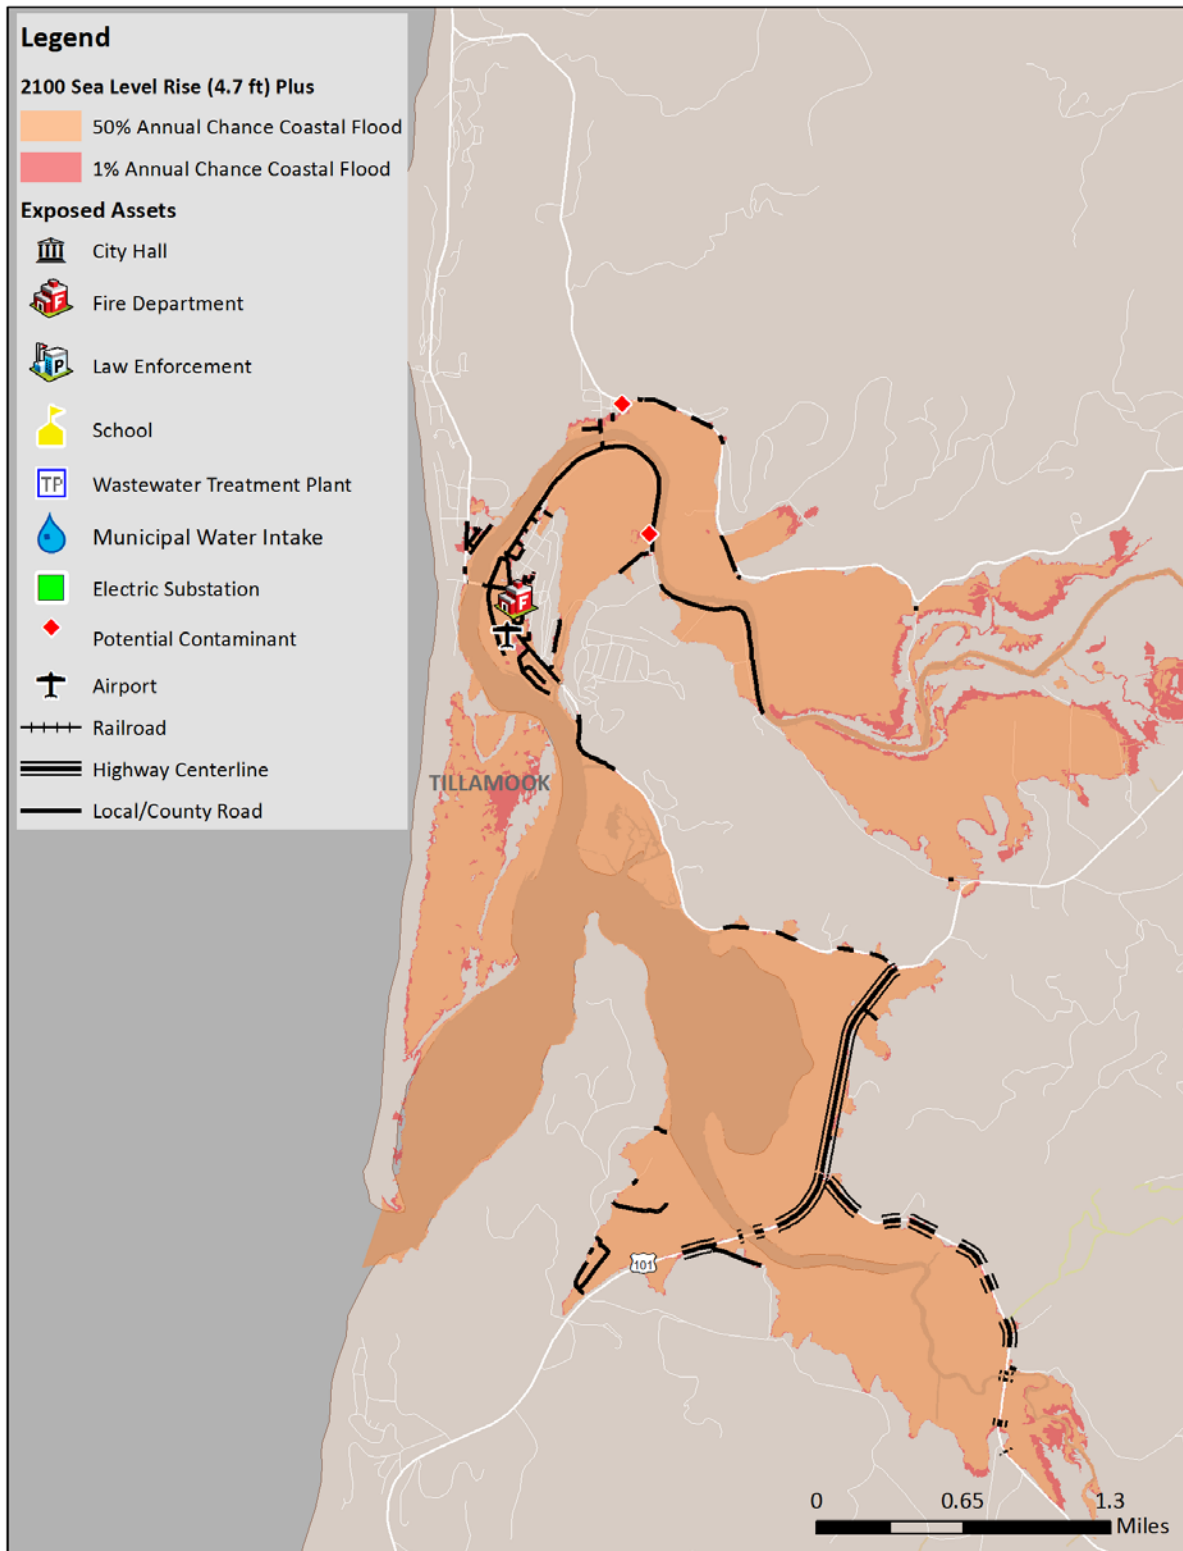 Legend
2100 Sea Level Rise (4.7 ft) Plus
50% Annual Chance Coastal Flood
1% Annual Chance Coastal Flood
Exposed Assets
City Hall
F
Fire Department
P
Law Enforcement
School
TP
Wastewater Treatment Plant
Municipal Water Intake
Electric Substation
Potential Contaminant
Airport
Railroad
Highway Centerline
Local/County Road
F
TILLAMOOK
101
0 0.65 1.3
Miles